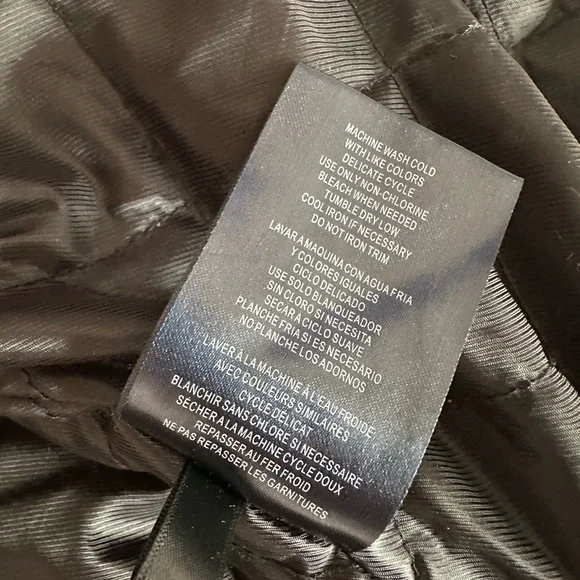 MACHINE WASH COLD
WITH LIKE COLORS
DELICATE CYCLE
USE ONLY NON-CHLORINE
BLEACH WHEN NEEDED
TUMBLE DRY LOW
COOL IRON IF NECESSARY
DO NOT IRON TRIM
LAVAR A MAQUINA CON AGUA FRIA
Y COLORES IGUALES
CICLO DELICADO
USE SOLO BLANQUEADOR
SIN CLORO SI NECESITA
SECAR Á CICLO SUAVE
PLANCHE FRIA SI ES NECESARIO
NO PLANCHE LOS ADORNOS
LAVER À LA MACHINE À L'EAU FROIDE
AVEC COULEURS SIMILAIRES
CYCLE DÉLICAT
BLANCHIR SANS CHLORE SI NECESSAIRE
SÉCHER À LA MACHINE CYCLE DOUX
REPASSER AU FER FROID
NE PAS REPASSER LES GARNITURES